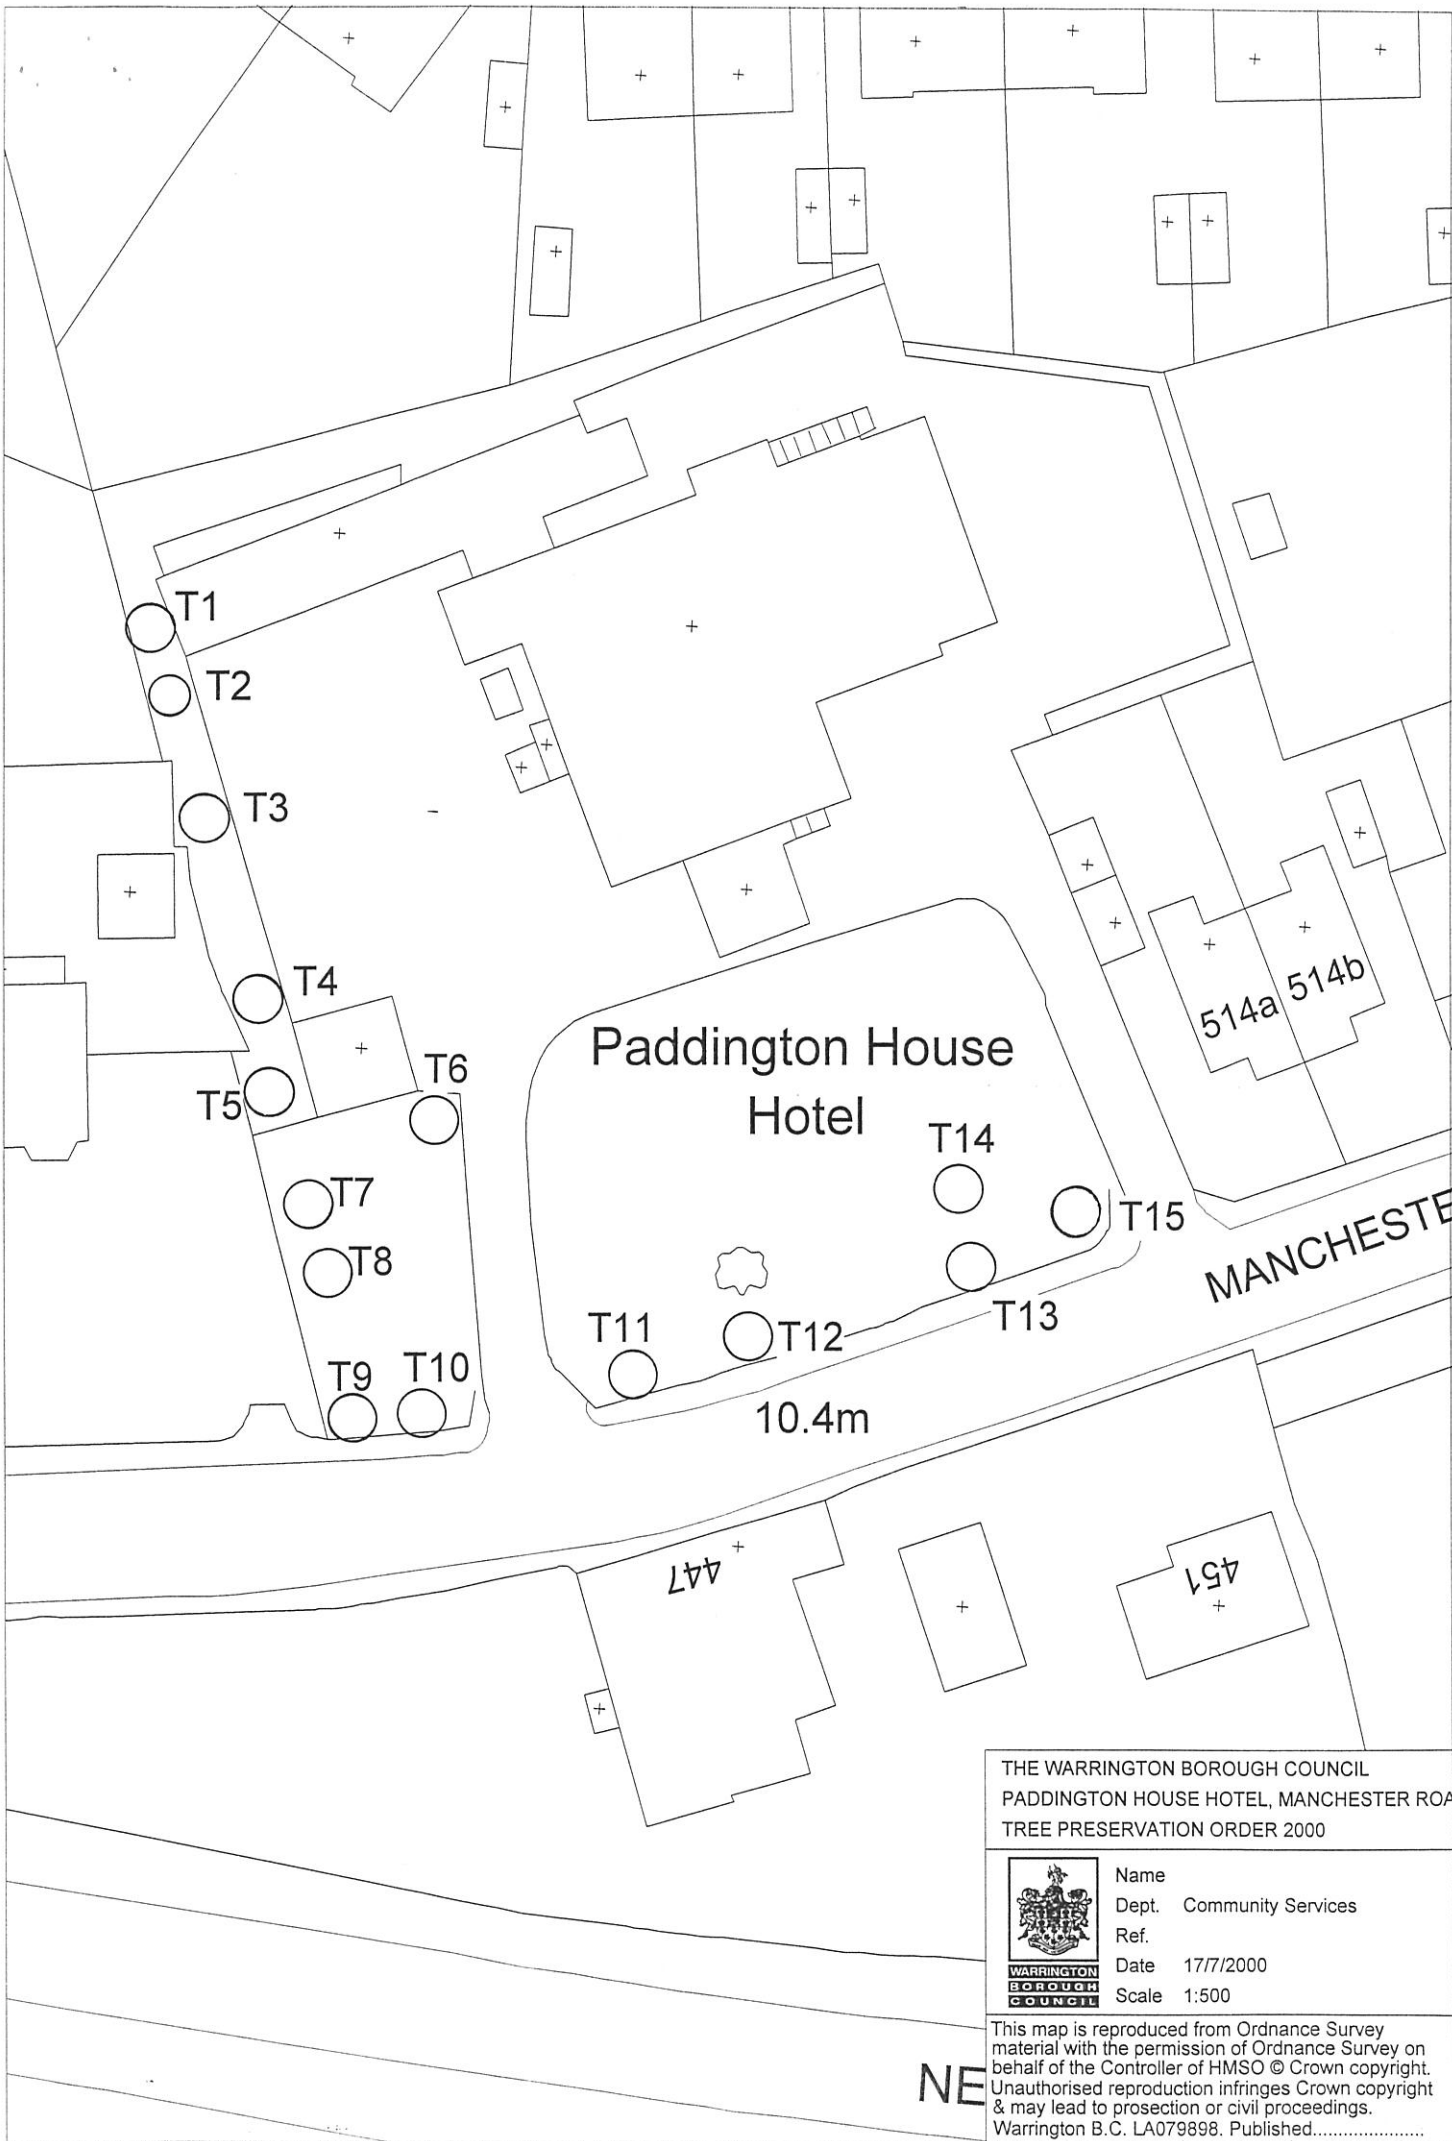 T1
T2
T3
T4
T5
T6
Paddington House
Hotel
514a
514b
T7
T8
T14
T15
T13
T12
T11
T9
T10
MANCHESTE
10.4m
447
451
THE WARRINGTON BOROUGH COUNCIL
PADDINGTON HOUSE HOTEL, MANCHESTER ROA
TREE PRESERVATION ORDER 2000
Name
Dept. Community Services
Ref.
Date 17/7/2000
Scale 1:500
WARRINGTON
BOROUGH
COUNCIL
This map is reproduced from Ordnance Survey
material with the permission of Ordnance Survey on
behalf of the Controller of HMSO © Crown copyright.
Unauthorised reproduction infringes Crown copyright
& may lead to prosection or civil proceedings.
Warrington B.C. LA079898. Published......................
NE